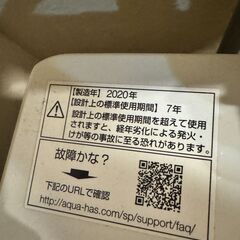 【製造年】2020年
【設計上の標準使用期間】7年
設計上の標準使用期間を超えて使用
されますと、経年劣化による発火・
けが等の事故に至る恐れがあります。
故障かな？
下記のURLで確認
http://aqua-has.com/sp/support/faq/